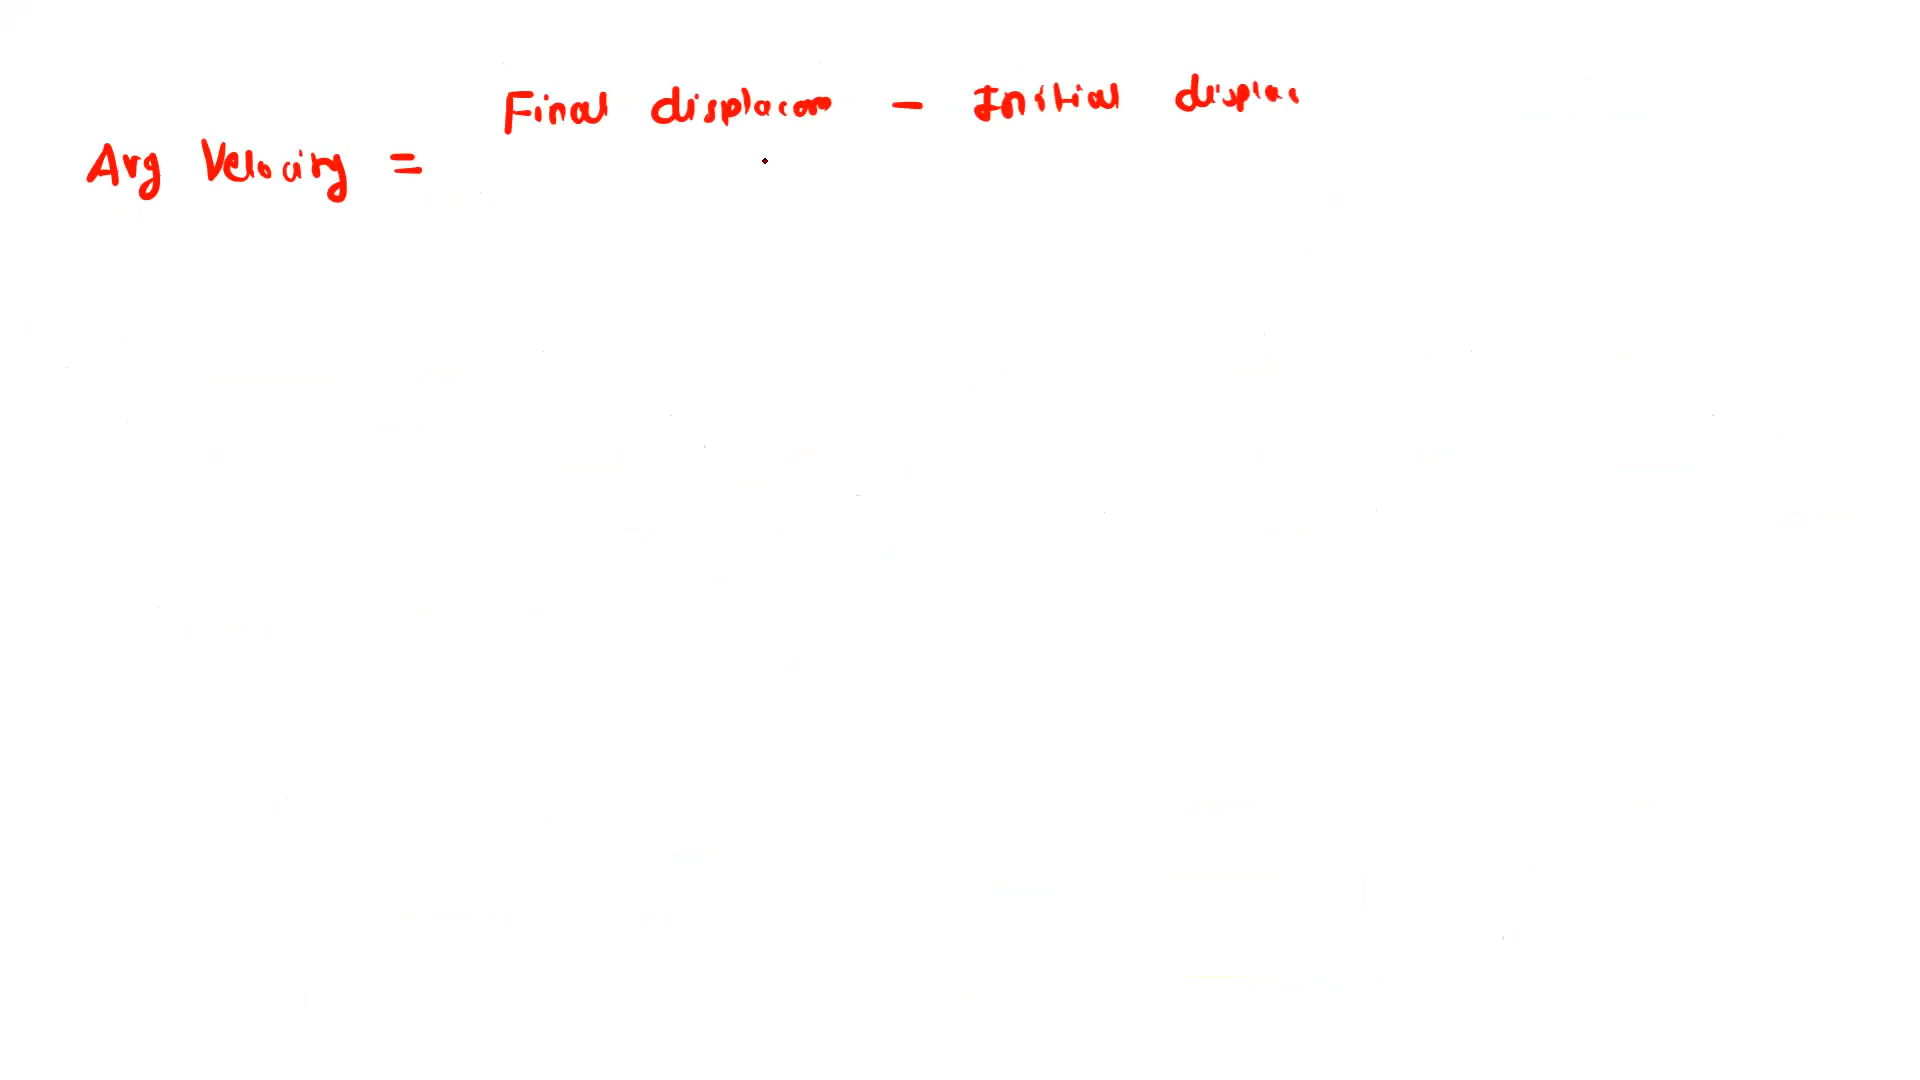 Final displacem - Initial displac
Avg Velocity =